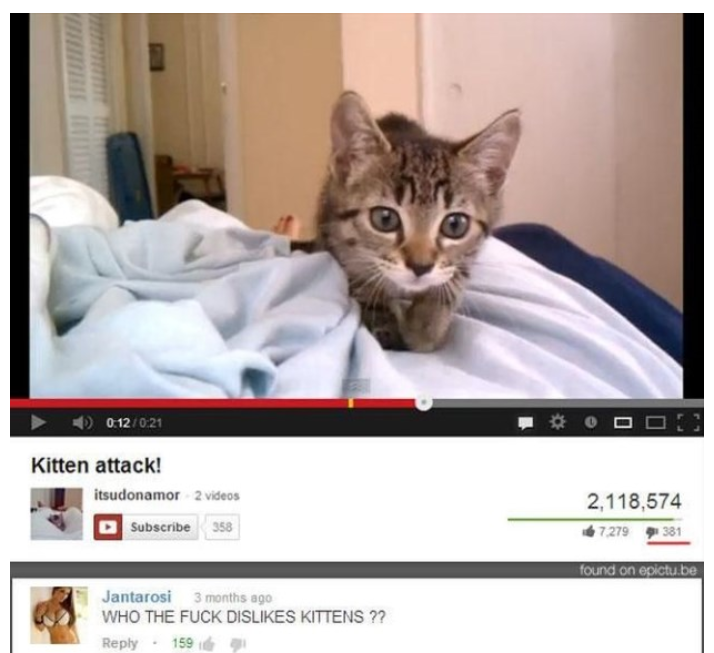 0:12 / 0:21
Kitten attack!
itsudonamor · 2 videos
Subscribe 358
2,118,574
7,279 381
found on epictu.be
Jantarosi 3 months ago
WHO THE FUCK DISLIKES KITTENS ??
Reply · 159